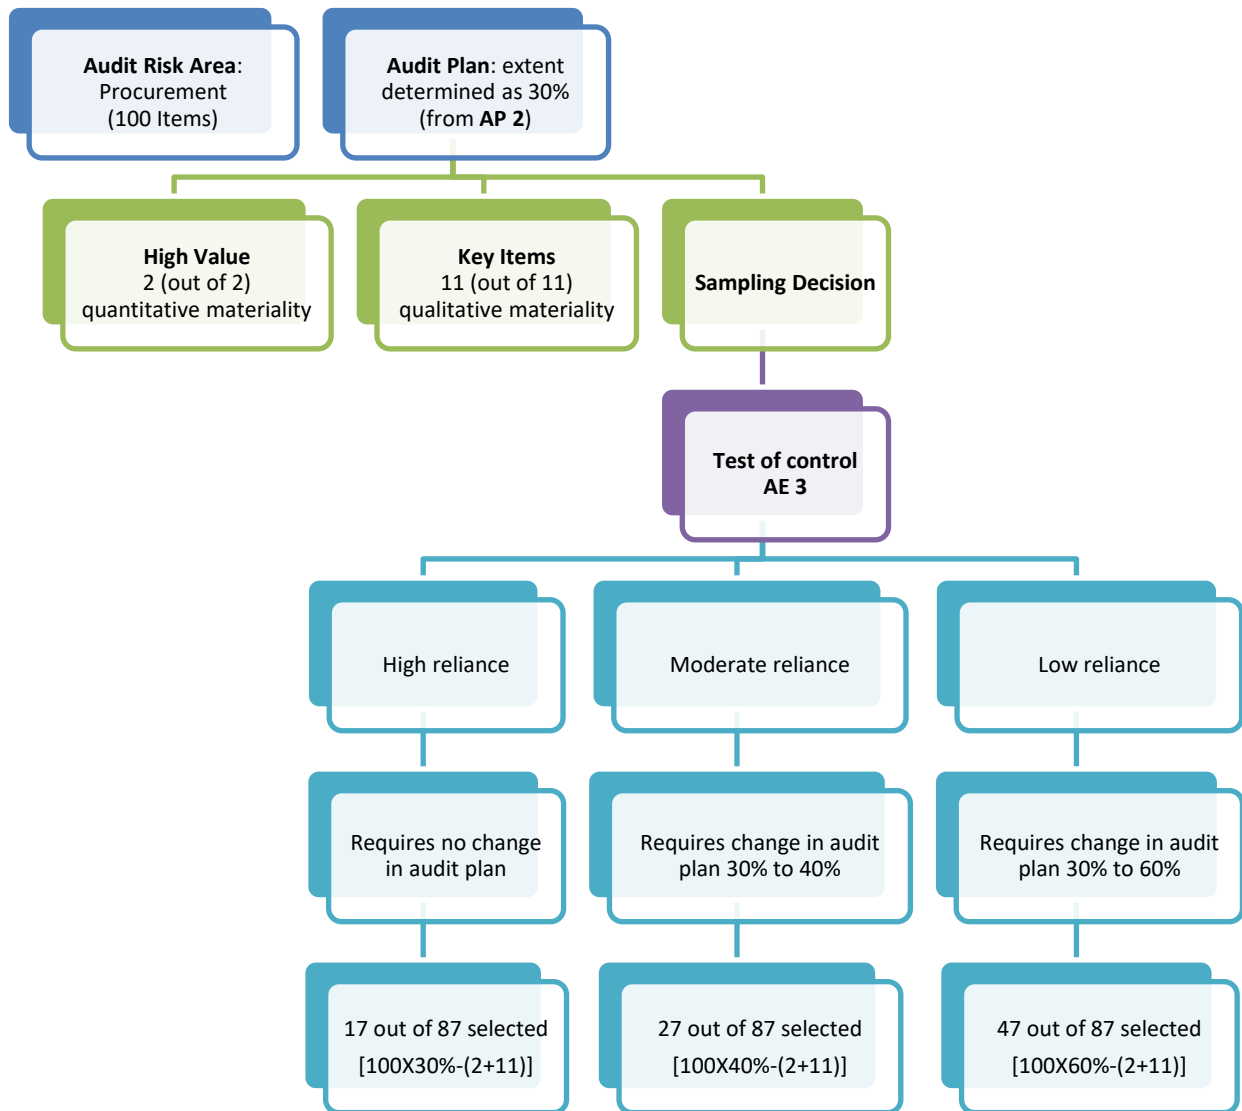 Audit Risk Area:
Procurement
(100 Items)
Audit Plan: extent
determined as 30%
(from AP 2)
High Value
2 (out of 2)
quantitative materiality
Key Items
11 (out of 11)
qualitative materiality
Sampling Decision
Test of control
AE 3
High reliance
Moderate reliance
Low reliance
Requires no change
in audit plan
Requires change in audit
plan 30% to 40%
Requires change in audit
plan 30% to 60%
17 out of 87 selected
[100X30%-(2+11)]
27 out of 87 selected
[100X40%-(2+11)]
47 out of 87 selected
[100X60%-(2+11)]